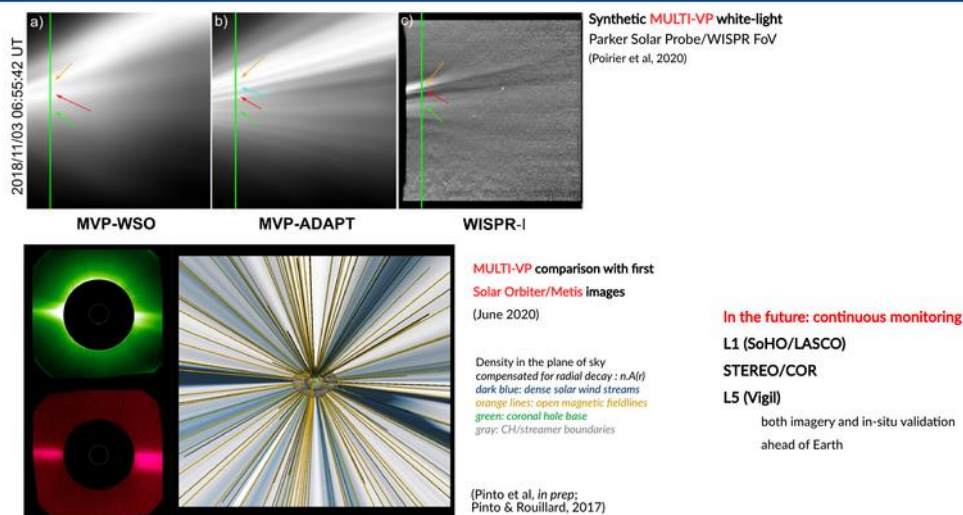 2018/11/03 06:55:42 UT
a)
b)
c)
MVP-WSO
MVP-ADAPT
WISPR-I
Synthetic MULTI-VP white-light
Parker Solar Probe/WISPR FoV
(Poirier et al, 2020)
MULTI-VP comparison with first
Solar Orbiter/Metis images
(June 2020)
Density in the plane of sky
compensated for radial decay : n.A(r)
dark blue: dense solar wind streams
orange lines: open magnetic fieldlines
green: coronal hole base
gray: CH/streamer boundaries
(Pinto et al, in prep;
Pinto & Rouillard, 2017)
In the future: continuous monitoring
L1 (SoHO/LASCO)
STEREO/COR
L5 (Vigil)
both imagery and in-situ validation
ahead of Earth